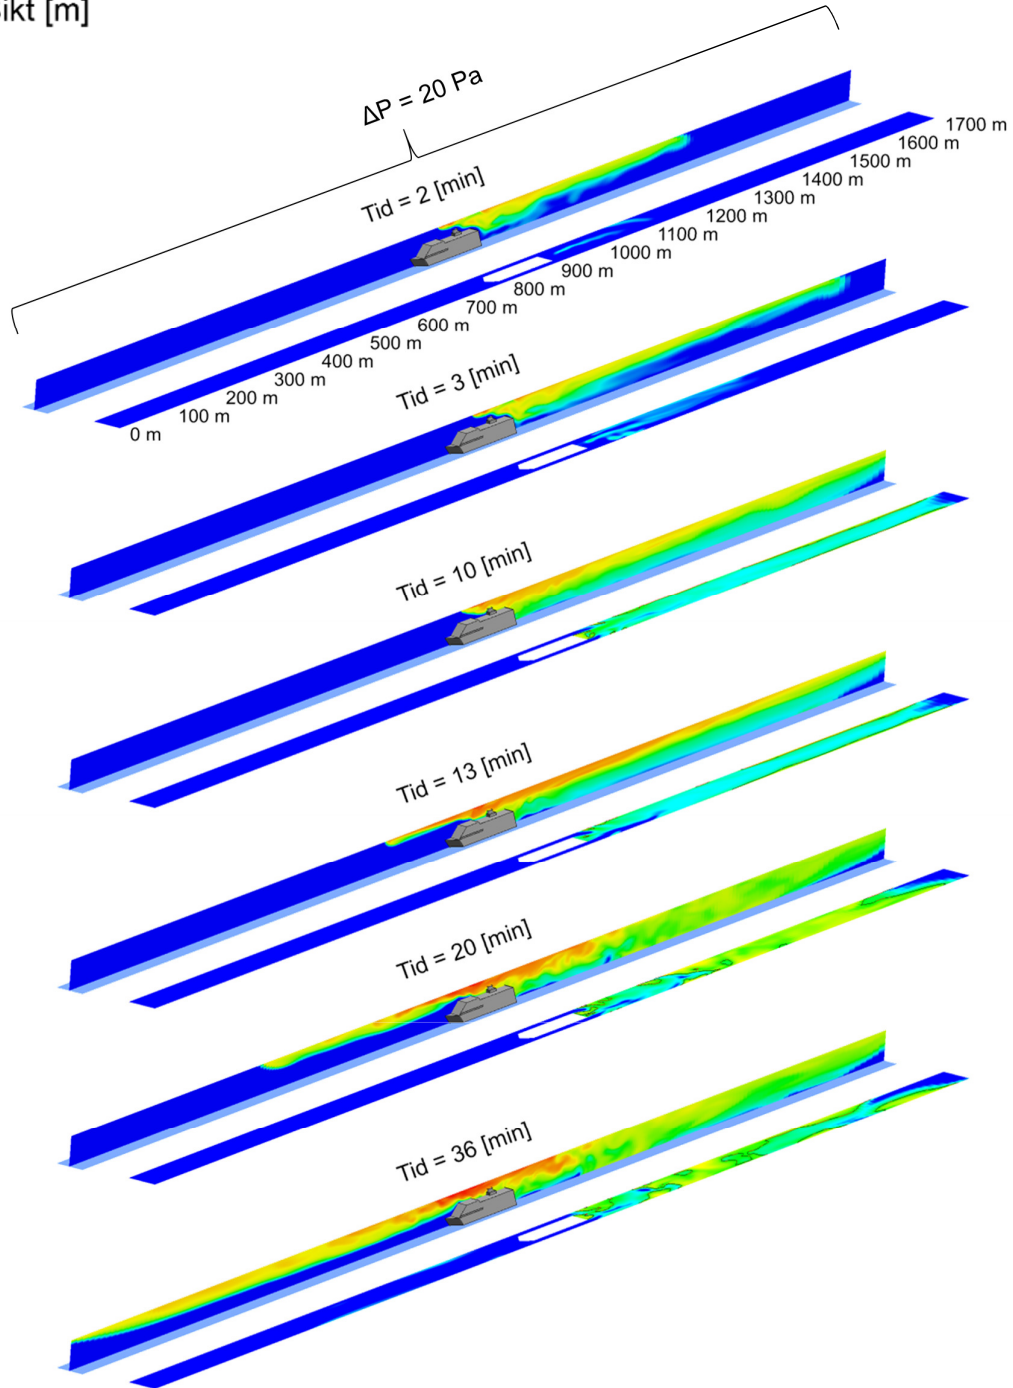 ikt [m]
ΔP = 20 Pa
Tid = 2 [min]
1700 m
1600 m
1500 m
1400 m
1300 m
1200 m
1100 m
1000 m
900 m
800 m
700 m
600 m
500 m
400 m
300 m
200 m
100 m
0 m
Tid = 3 [min]
Tid = 10 [min]
Tid = 13 [min]
Tid = 20 [min]
Tid = 36 [min]